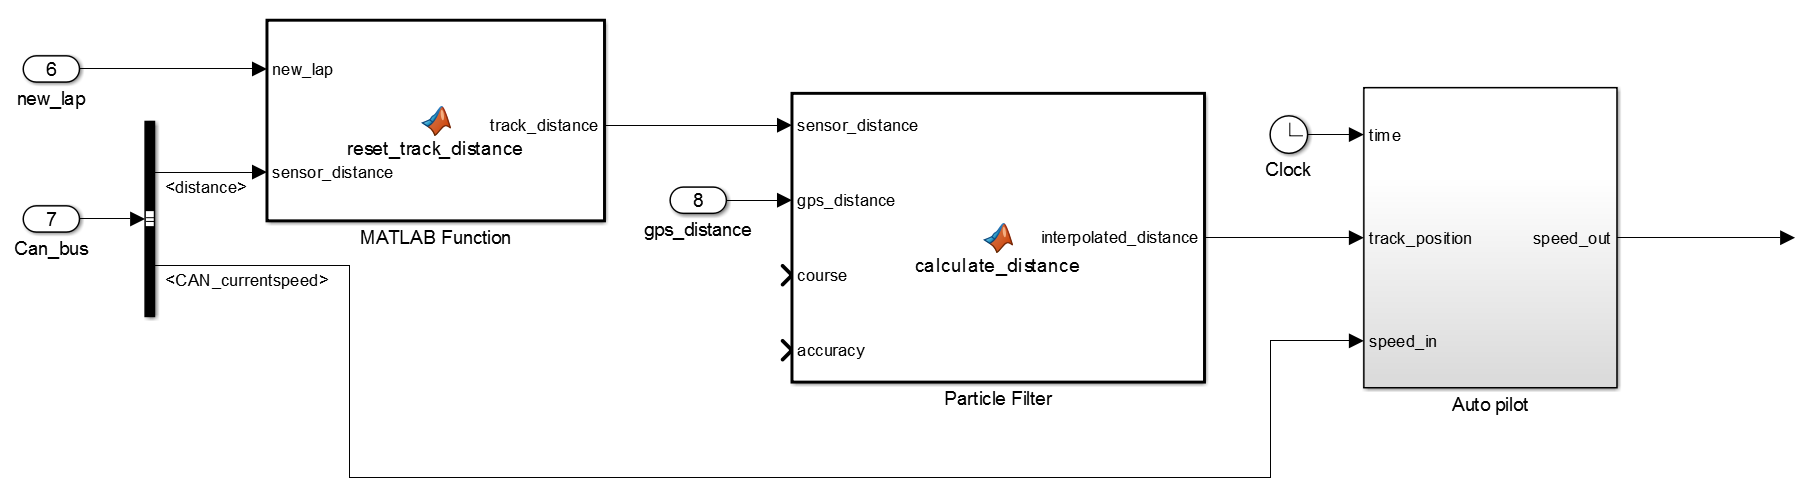 6
new_lap
7
Can_bus
<distance>
<CAN_currentspeed>
new_lap
track_distance
reset_track_distance
sensor_distance
MATLAB Function
8
gps_distance
sensor_distance
gps_distance
interpolated_distance
calculate_distance
course
accuracy
Particle Filter
Clock
time
track_position
speed_out
speed_in
Auto pilot